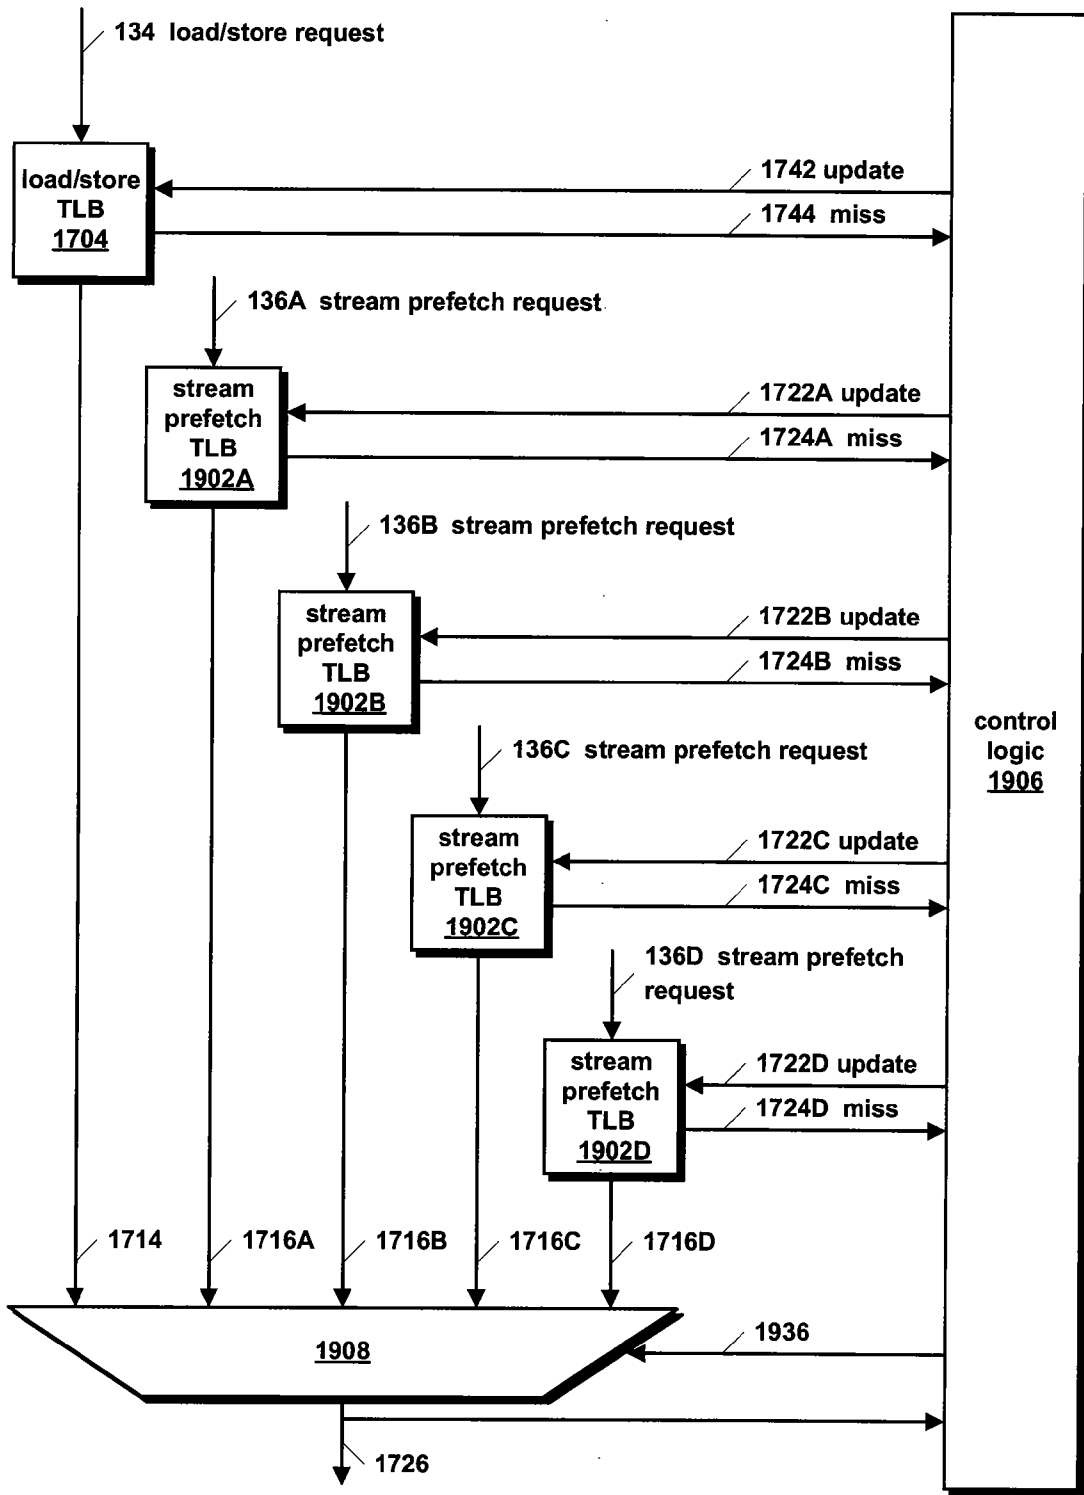 134 load/store request
load/store
TLB
1704
1742 update
1744 miss
136A stream prefetch request
stream
prefetch
TLB
1902A
1722A update
1724A miss
136B stream prefetch request
stream
prefetch
TLB
1902B
1722B update
1724B miss
control
logic
1906
136C stream prefetch request
stream
prefetch
TLB
1902C
1722C update
1724C miss
136D stream prefetch
request
stream
prefetch
TLB
1902D
1722D update
1724D miss
1714
1716A
1716B
1716C
1716D
1908
1936
1726